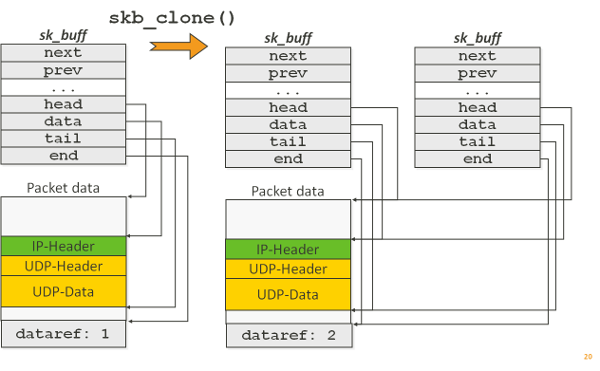 skb_clone()
sk_buff
next
prev
...
head
data
tail
end
Packet data
IP-Header
UDP-Header
UDP-Data
dataref: 1
sk_buff
next
prev
...
head
data
tail
end
Packet data
IP-Header
UDP-Header
UDP-Data
dataref: 2
sk_buff
next
prev
...
head
data
tail
end
20